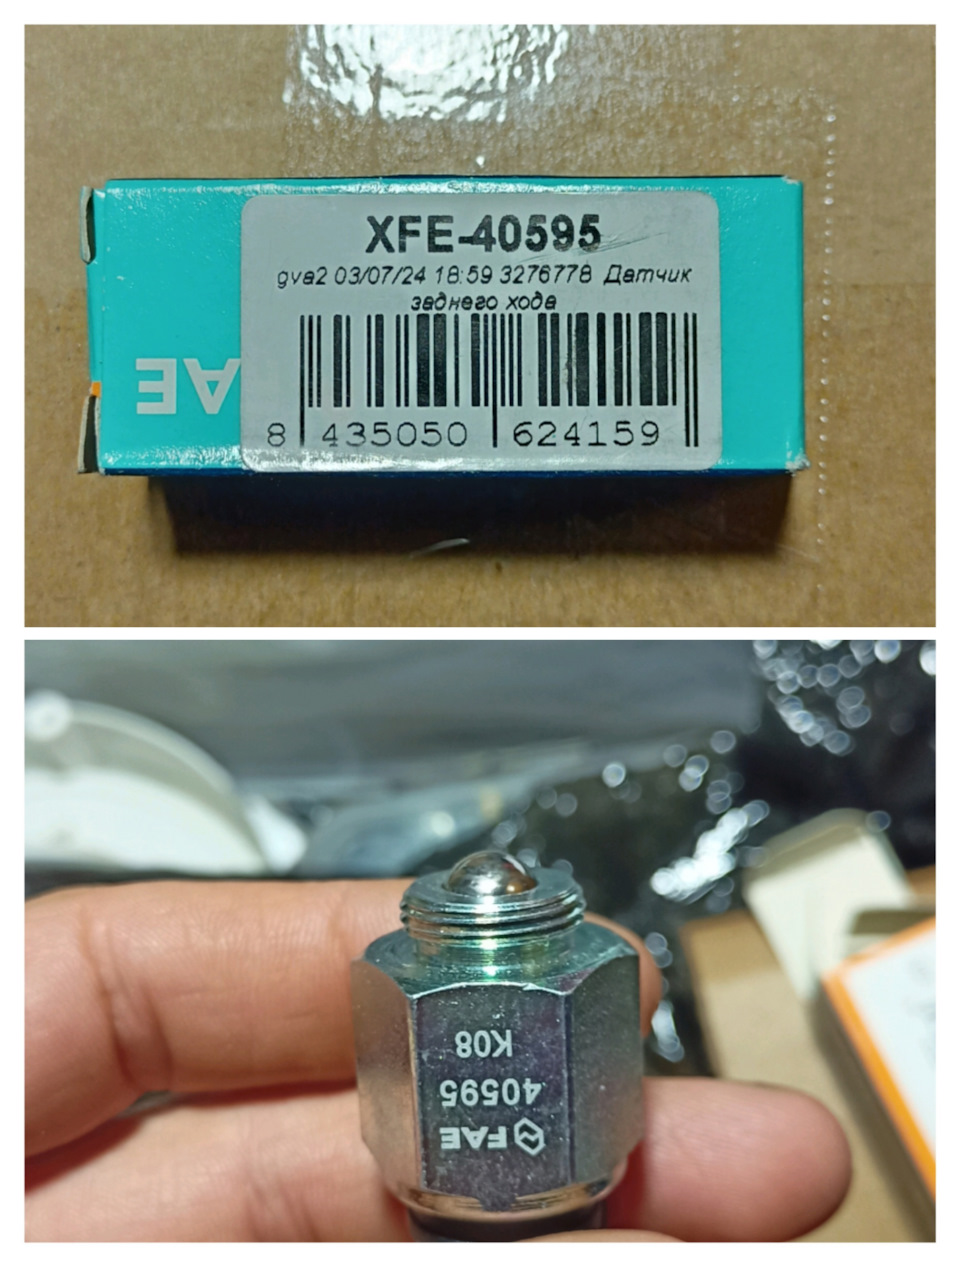 XFE-40595
gva2 03/07/24 18:59 3276778 Датчик
заднего хода
AE
8 435050 624159
K08
40595
FAE